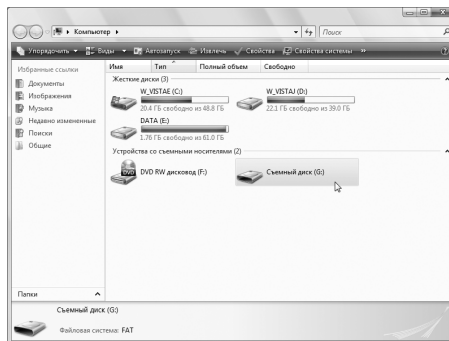 Компьютер
Поиск
Упорядочить Виды Автозапуск Извлечь Свойства Свойства системы »
Избранные ссылки
Документы
Изображения
Музыка
Недавно измененные
Поиски
Общие
Папки
Имя Тип Полный объем Свободно
Жесткие диски (3)
W_VISTAE (C:)
20.4 ГБ свободно из 48.8 ГБ
W_VISTAJ (D:)
22.1 ГБ свободно из 39.0 ГБ
DATA (E:)
1.76 ГБ свободно из 61.0 ГБ
Устройства со съемными носителями (2)
DVD
DVD RW дисковод (F:)
Съемный диск (G:)
Съемный диск (G:)
Файловая система: FAT